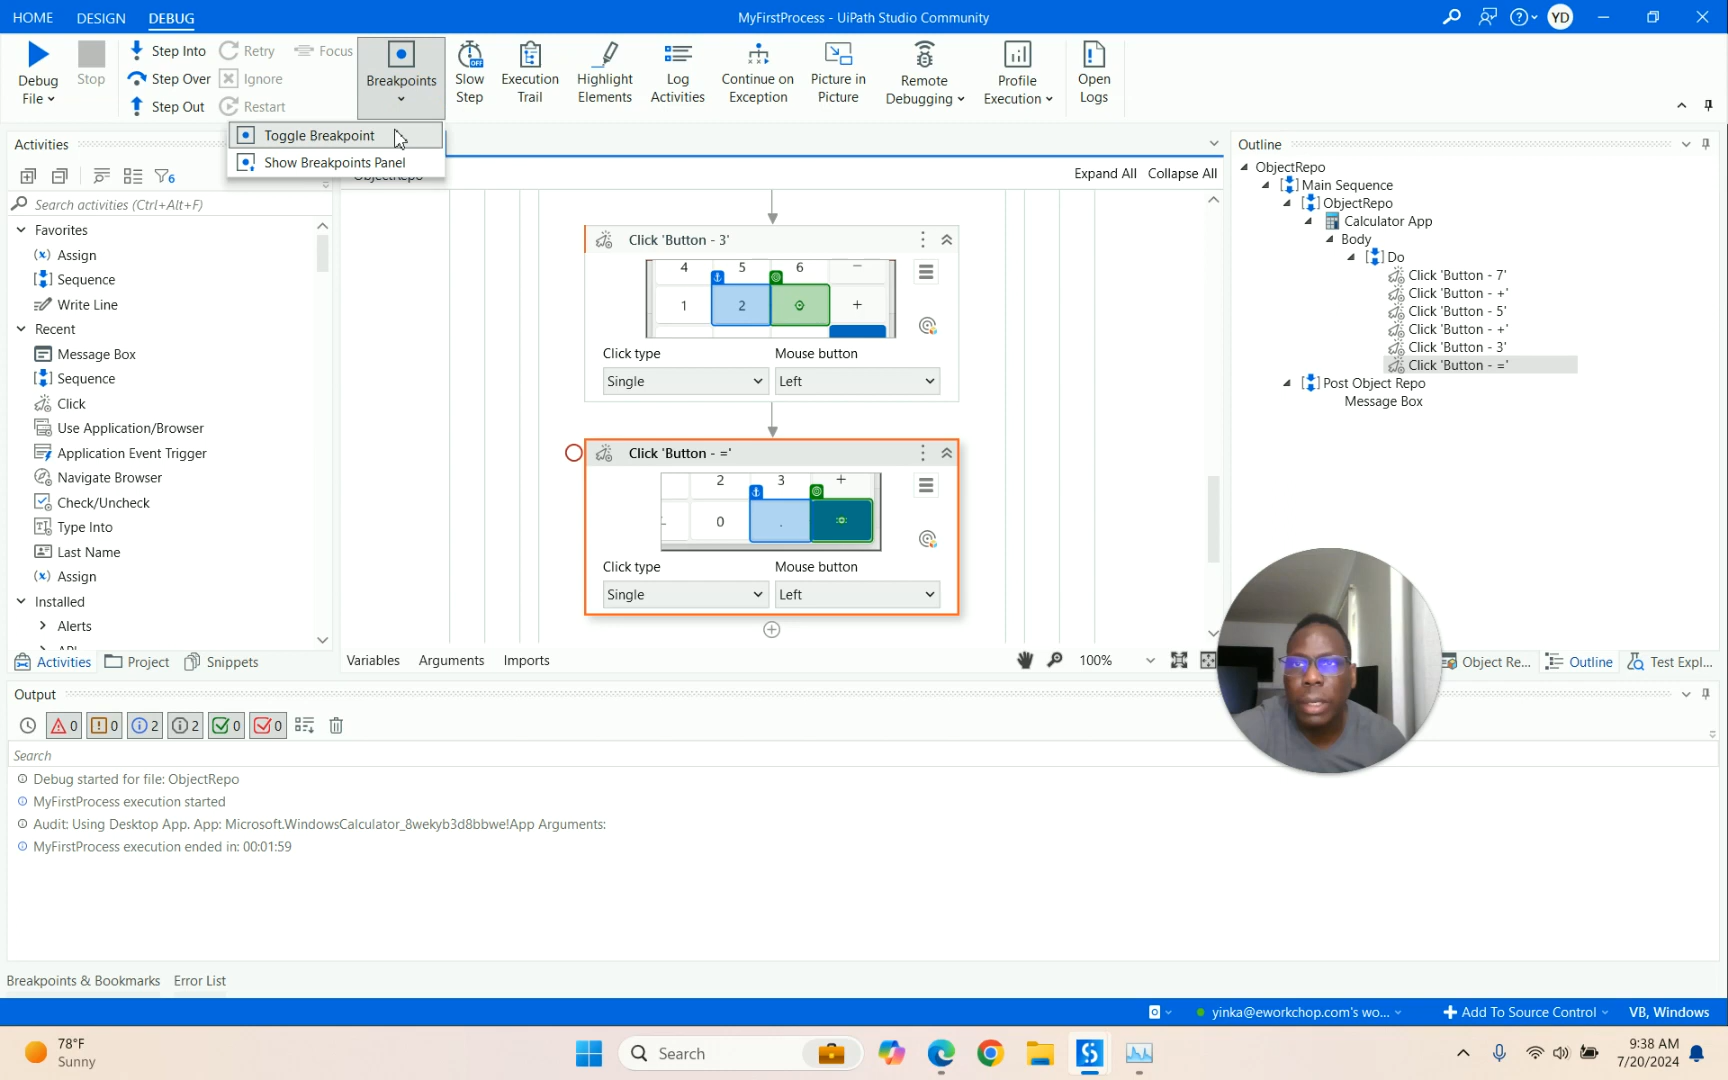 HOME DESIGN DEBUG
MyFirstProcess - UiPath Studio Community
YD
Debug File
Stop
Step Into
Step Over
Step Out
Retry
Ignore
Restart
Focus
Breakpoints
Slow Step
Execution Trail
Highlight Elements
Log Activities
Continue on Exception
Picture in Picture
Remote Debugging
Profile Execution
Open Logs
Toggle Breakpoint
Show Breakpoints Panel
Activities
6
Search activities (Ctrl+Alt+F)
Favorites
Assign
Sequence
Write Line
Recent
Message Box
Sequence
Click
Use Application/Browser
Application Event Trigger
Navigate Browser
Check/Uncheck
Type Into
Last Name
Assign
Installed
Alerts
Activities Project Snippets
Expand All Collapse All
Click 'Button - 3'
4 5 6 −
1 2 +
Click type Mouse button
Single Left
Click 'Button - ='
2 3 +
0 .
Click type Mouse button
Single Left
Variables Arguments Imports
100%
Outline
ObjectRepo
Main Sequence
ObjectRepo
Calculator App
Body
Do
Click 'Button - 7'
Click 'Button - +'
Click 'Button - 5'
Click 'Button - +'
Click 'Button - 3'
Click 'Button - ='
Post Object Repo
Message Box
Object Re... Outline Test Expl...
Output
0 0 2 2 0 0
Search
Debug started for file: ObjectRepo
MyFirstProcess execution started
Audit: Using Desktop App. App: Microsoft.WindowsCalculator_8wekyb3d8bbwe!App Arguments:
MyFirstProcess execution ended in: 00:01:59
Breakpoints & Bookmarks Error List
yinka@eworkchop.com's wo... Add To Source Control VB, Windows
78°F
Sunny
Search
9:38 AM
7/20/2024